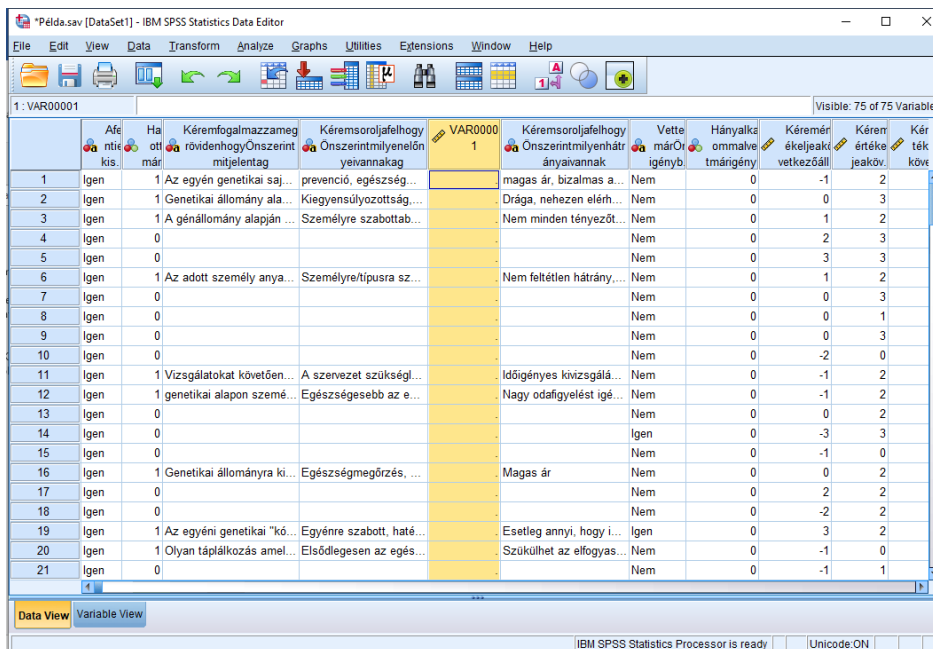 *Példa.sav [DataSet1] - IBM SPSS Statistics Data Editor
File Edit View Data Transform Analyze Graphs Utilities Extensions Window Help
1 : VAR00001
Visible: 75 of 75 Variable
Afe ntie kis.
Ha ott már
Kéremfogalmazzameg rövidenhogyÖnszerint mitjelentag
Kéremsoroljafelhogy Önszerintmilyenelőn yeivannakag
VAR0000 1
Kéremsoroljafelhogy Önszerintmilyenhátr ányaivannak
Vette márÖn igényb.
Hányalka ommalve tmárigény
Kéremér ékeljeakö vetkezőáll
Kérem értéke jeaköv.
Kér ték köve
1 Igen 1 Az egyén genetikai saj... prevenció, egészség... . magas ár, bizalmas a... Nem 0 -1 2
2 Igen 1 Genetikai állomány ala... Kiegyensúlyozottság,... . Drága, nehezen elérh... Nem 0 0 3
3 Igen 1 A génállomány alapján ... Személyre szabottab... . Nem minden tényezőt... Nem 0 1 2
4 Igen 0 . Nem 0 2 3
5 Igen 0 . Nem 0 3 3
6 Igen 1 Az adott személy anya... Személyre/típusra sz... . Nem feltétlen hátrány,... Nem 0 1 2
7 Igen 0 . Nem 0 0 3
8 Igen 0 . Nem 0 0 1
9 Igen 0 . Nem 0 0 3
10 Igen 0 . Nem 0 -2 0
11 Igen 1 Vizsgálatokat követően... A szervezet szükségl... . Időigényes kivizsgálá... Nem 0 -1 2
12 Igen 1 genetikai alapon szemé... Egészségesebb az e... . Nagy odafigyelést igé... Nem 0 -1 2
13 Igen 0 . Nem 0 0 2
14 Igen 0 . Igen 0 -3 3
15 Igen 0 . Nem 0 -1 0
16 Igen 1 Genetikai állományra ki... Egészségmegőrzés, ... . Magas ár Nem 0 0 2
17 Igen 0 . Nem 0 2 2
18 Igen 0 . Nem 0 -2 2
19 Igen 1 Az egyéni genetikai "kó... Egyénre szabott, haté... . Esetleg annyi, hogy i... Igen 0 3 2
20 Igen 1 Olyan táplálkozás amel... Elsődlegesen az egés... . Szükülhet az elfogyas... Nem 0 -1 0
21 Igen 0 . Nem 0 -1 1
Data View Variable View
IBM SPSS Statistics Processor is ready Unicode:ON